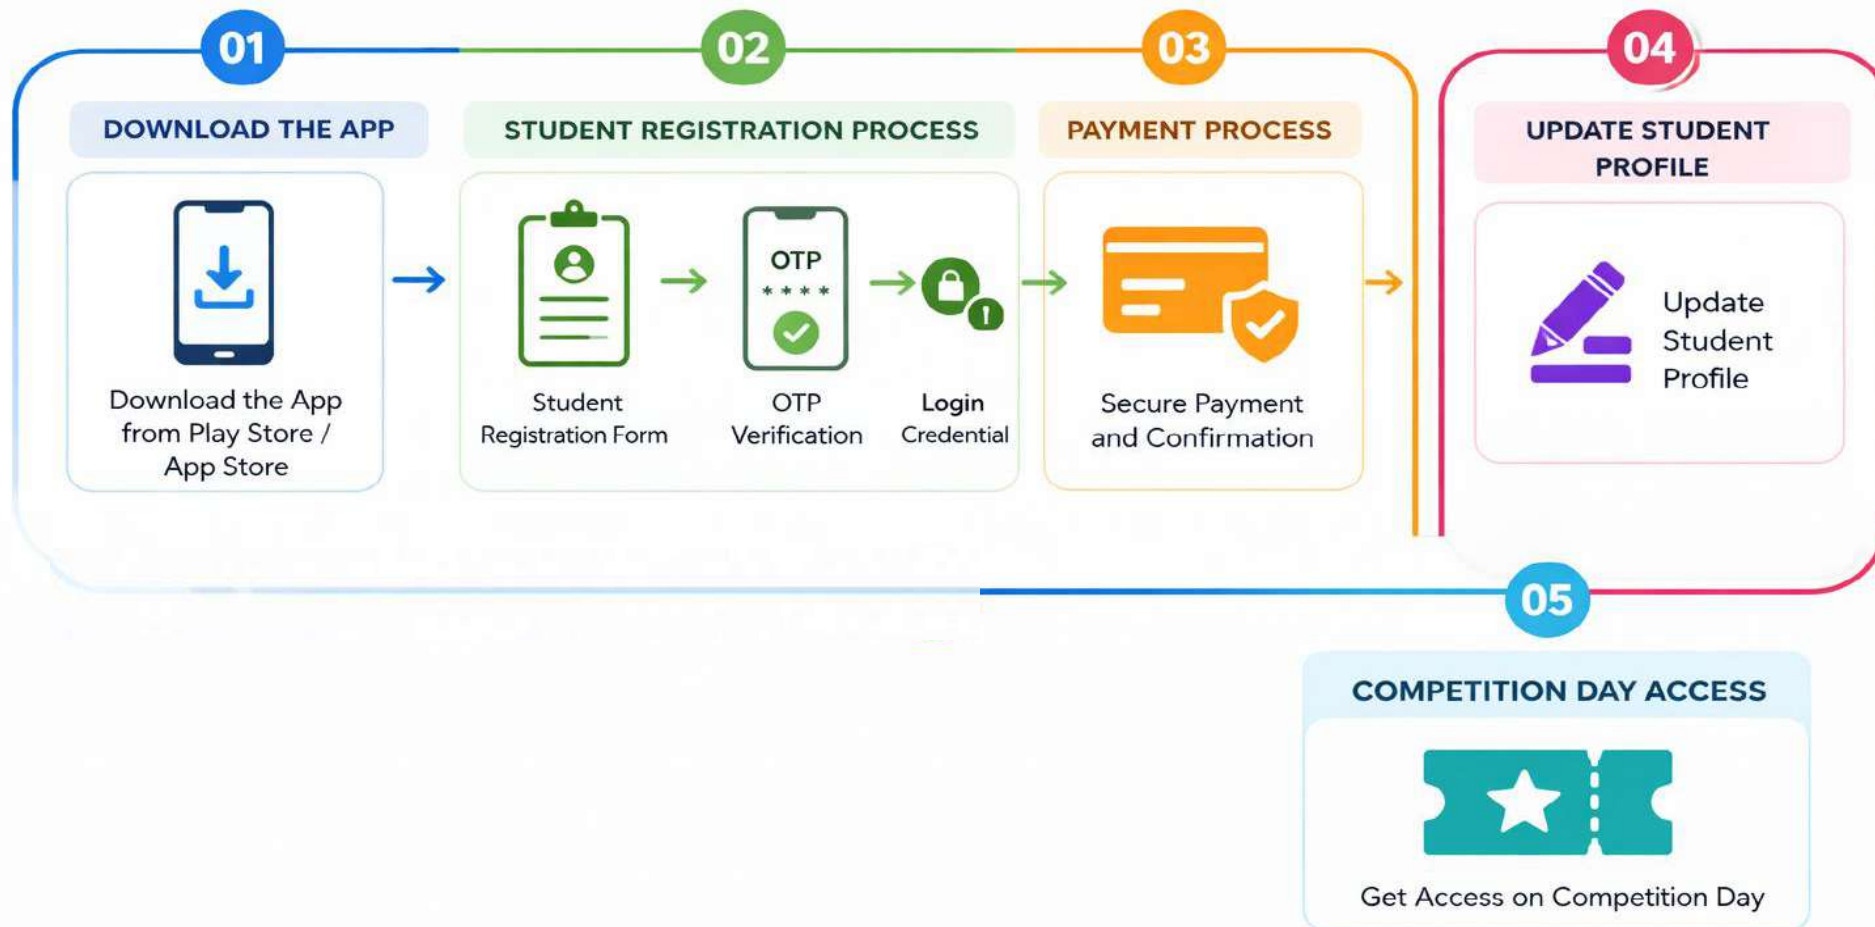 01
02
03
04
DOWNLOAD THE APP
STUDENT REGISTRATION PROCESS
PAYMENT PROCESS
UPDATE STUDENT
PROFILE
Download the App
from Play Store /
App Store
OTP
****
Student
Registration Form
OTP
Verification
Login
Credential
Secure Payment
and Confirmation
Update
Student
Profile
05
COMPETITION DAY ACCESS
Get Access on Competition Day